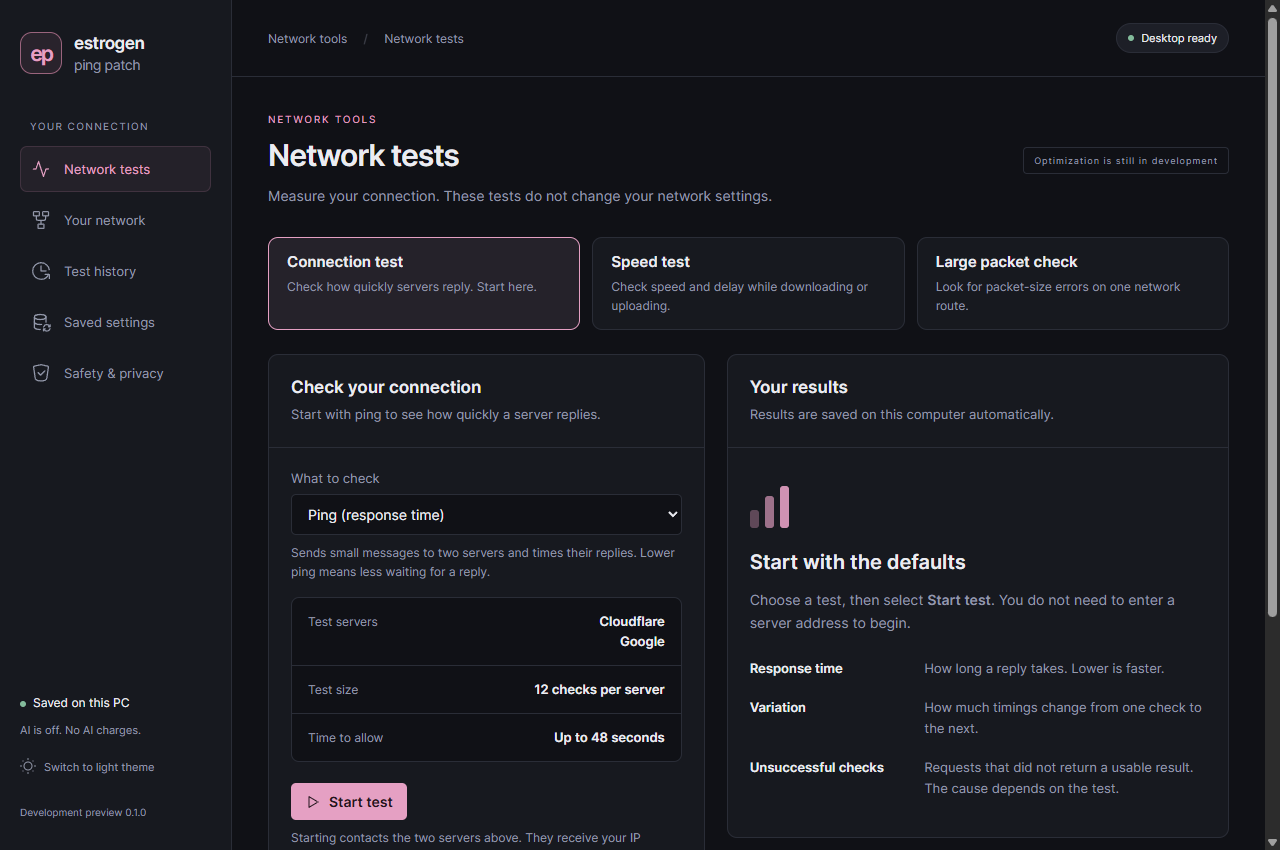 ep
estrogen
ping patch
YOUR CONNECTION
Network tests
Your network
Test history
Saved settings
Safety & privacy
Saved on this PC
AI is off. No AI charges.
Switch to light theme
Development preview 0.1.0
Network tools / Network tests
Desktop ready
NETWORK TOOLS
Network tests
Optimization is still in development
Measure your connection. These tests do not change your network settings.
Connection test
Check how quickly servers reply. Start here.
Speed test
Check speed and delay while downloading or
uploading.
Large packet check
Look for packet-size errors on one network
route.
Check your connection
Start with ping to see how quickly a server replies.
What to check
Ping (response time)
Sends small messages to two servers and times their replies. Lower
ping means less waiting for a reply.
Test servers Cloudflare
Google
Test size 12 checks per server
Time to allow Up to 48 seconds
Start test
Starting contacts the two servers above. They receive your IP
Your results
Results are saved on this computer automatically.
Start with the defaults
Choose a test, then select Start test. You do not need to enter a
server address to begin.
Response time How long a reply takes. Lower is faster.
Variation How much timings change from one check to
the next.
Unsuccessful checks Requests that did not return a usable result.
The cause depends on the test.